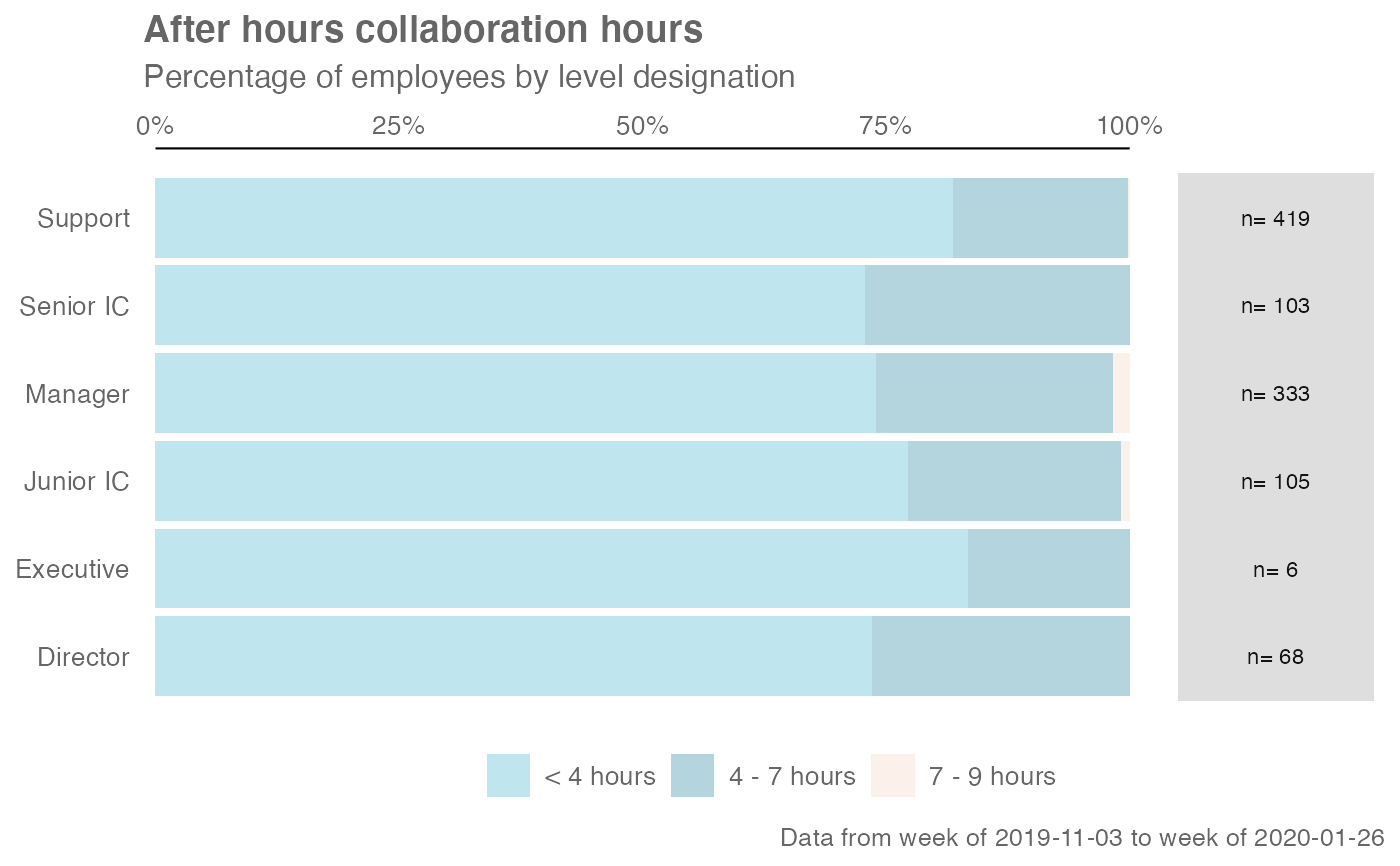 After hours collaboration hours
Percentage of employees by level designation
0% 25% 50% 75% 100%
Support n= 419
Senior IC n= 103
Manager n= 333
Junior IC n= 105
Executive n= 6
Director n= 68
< 4 hours 4 - 7 hours 7 - 9 hours
Data from week of 2019-11-03 to week of 2020-01-26